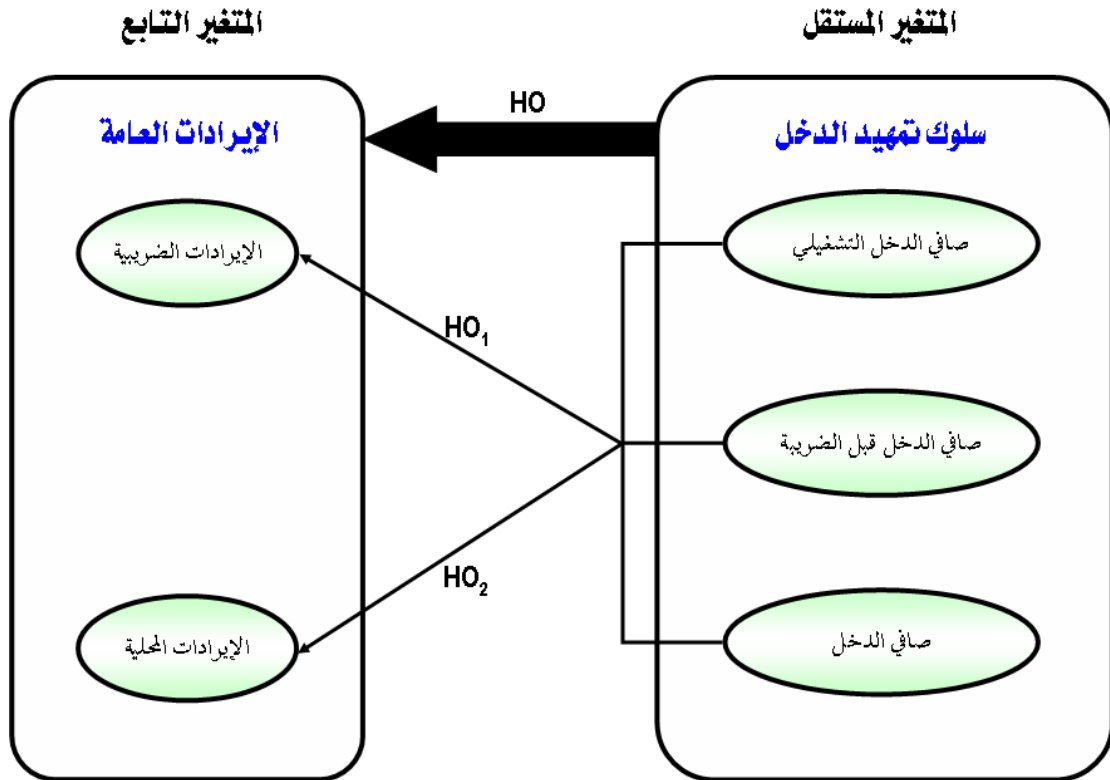 المتغير المستقل
المتغير التابع
سلوك تمهيد الدخل
HO
الإيرادات العامة
صافي الدخل التشغيلي
الإيرادات الضريبية
HO₁
صافي الدخل قبل الضريبة
HO₂
صافي الدخل
الإيرادات المحلية